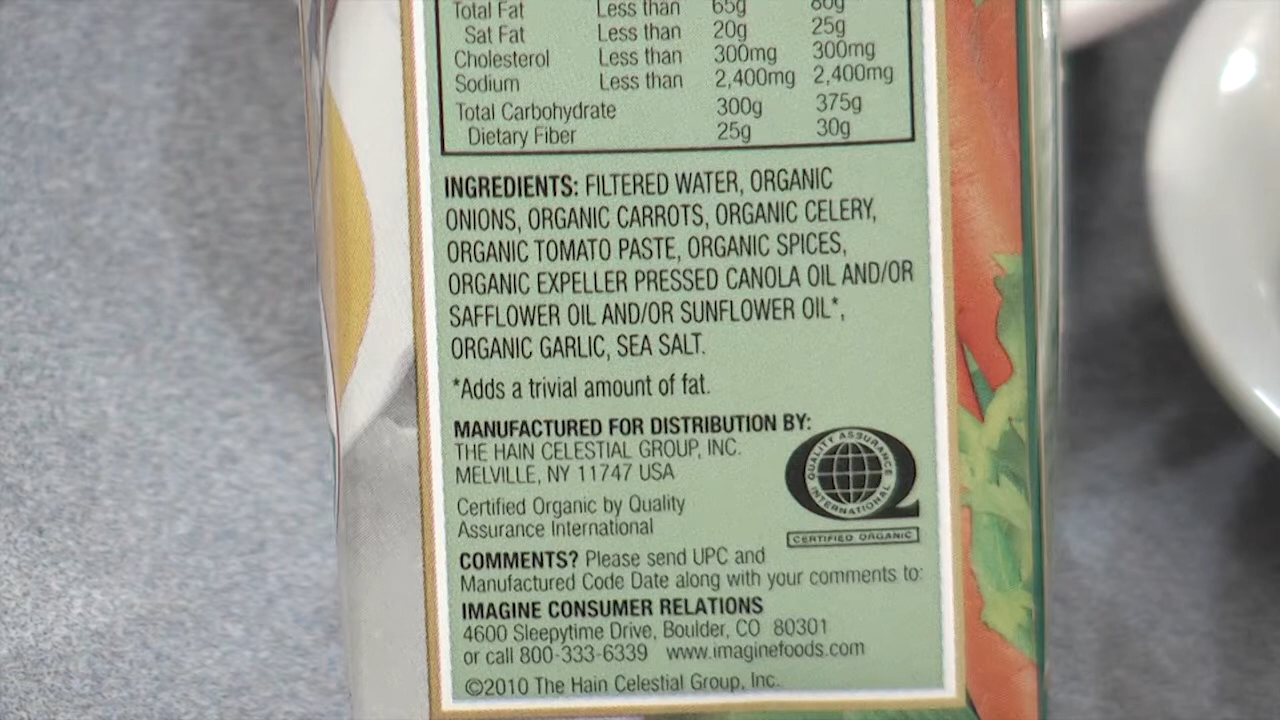 Total Fat Less than 65g 80g
Sat Fat Less than 20g 25g
Cholesterol Less than 300mg 300mg
Sodium Less than 2,400mg 2,400mg
Total Carbohydrate 300g 375g
Dietary Fiber 25g 30g
INGREDIENTS: FILTERED WATER, ORGANIC
ONIONS, ORGANIC CARROTS, ORGANIC CELERY,
ORGANIC TOMATO PASTE, ORGANIC SPICES,
ORGANIC EXPELLER PRESSED CANOLA OIL AND/OR
SAFFLOWER OIL AND/OR SUNFLOWER OIL*,
ORGANIC GARLIC, SEA SALT.
*Adds a trivial amount of fat.
MANUFACTURED FOR DISTRIBUTION BY:
THE HAIN CELESTIAL GROUP, INC.
MELVILLE, NY 11747 USA
Certified Organic by Quality
Assurance International
QUALITY ASSURANCE
INTERNATIONAL
CERTIFIED ORGANIC
COMMENTS? Please send UPC and
Manufactured Code Date along with your comments to:
IMAGINE CONSUMER RELATIONS
4600 Sleepytime Drive, Boulder, CO 80301
or call 800-333-6339 www.imaginefoods.com
©2010 The Hain Celestial Group, Inc.